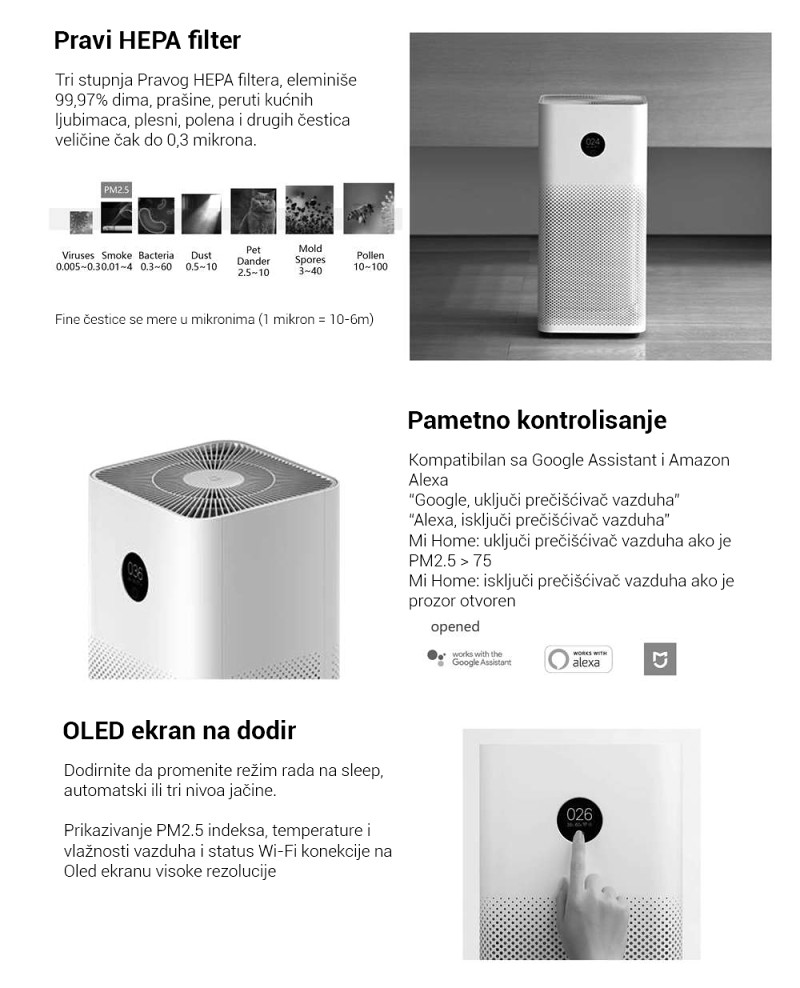 Pravi HEPA filter
Tri stupnja Pravog HEPA filtera, eleminiše
99,97% dima, prašine, peruti kućnih
ljubimaca, plesni, polena i drugih čestica
veličine čak do 0,3 mikrona.
PM2.5
Viruses Smoke Bacteria Dust Pet Dander Mold Spores Pollen
0.005~0.3 0.01~4 0.3~60 0.5~10 2.5~10 3~40 10~100
Fine čestice se mere u mikronima (1 mikron = 10-6m)
024
Pametno kontrolisanje
Kompatibilan sa Google Assistant i Amazon
Alexa
“Google, uključi prečišćivač vazduha”
“Alexa, isključi prečišćivač vazduha”
Mi Home: uključi prečišćivač vazduha ako je
PM2.5 > 75
Mi Home: isključi prečišćivač vazduha ako je
prozor otvoren
opened
works with the
Google Assistant
WORKS WITH
alexa
036
OLED ekran na dodir
Dodirnite da promenite režim rada na sleep,
automatski ili tri nivoa jačine.
Prikazivanje PM2.5 indeksa, temperature i
vlažnosti vazduha i status Wi-Fi konekcije na
Oled ekranu visoke rezolucije
026